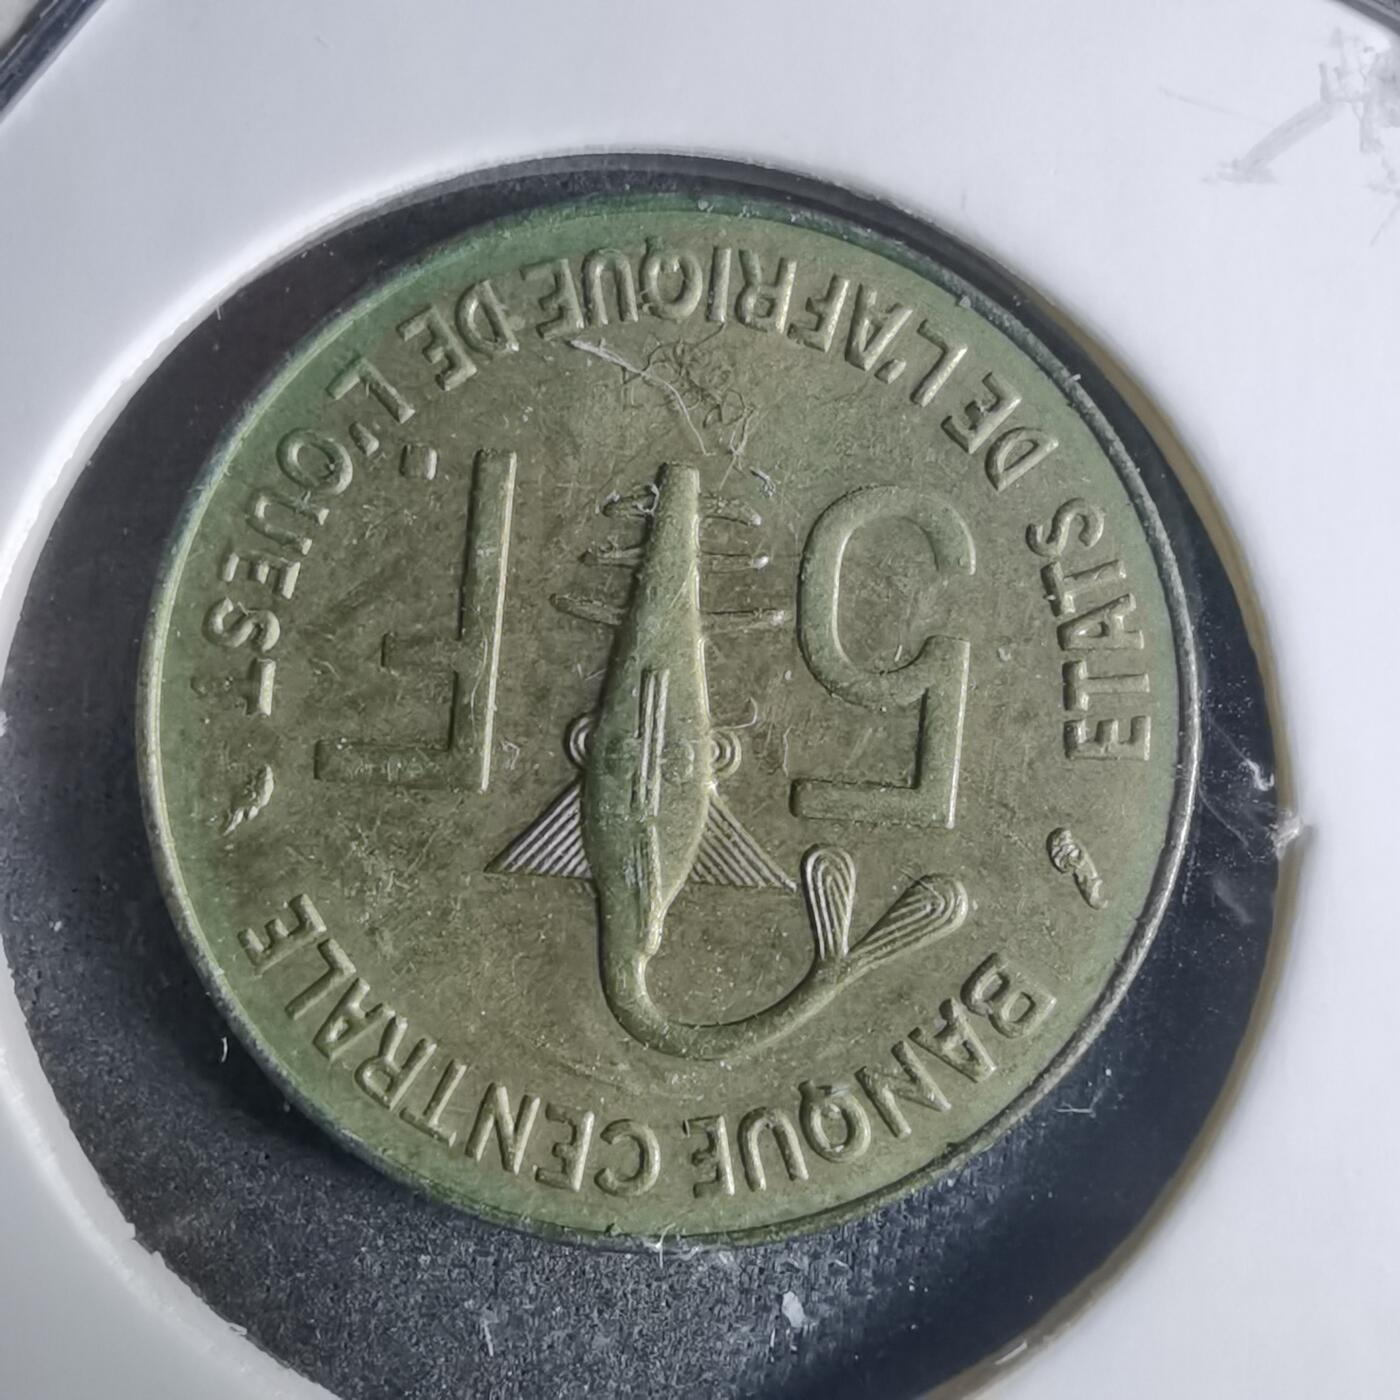 BANQUE CENTRALE
ETATS DE L'AFRIQUE DE L'OUEST
5 F